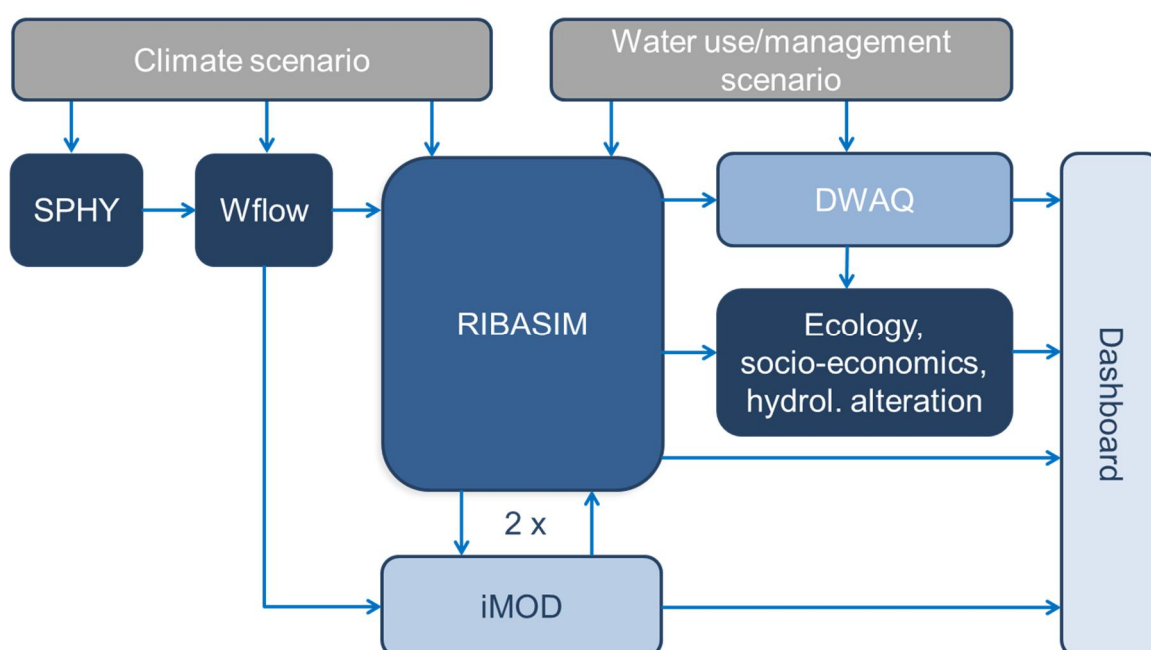 Climate scenario
Water use/management
scenario
SPHY
Wflow
RIBASIM
DWAQ
Ecology,
socio-economics,
hydrol. alteration
Dashboard
2 x
iMOD